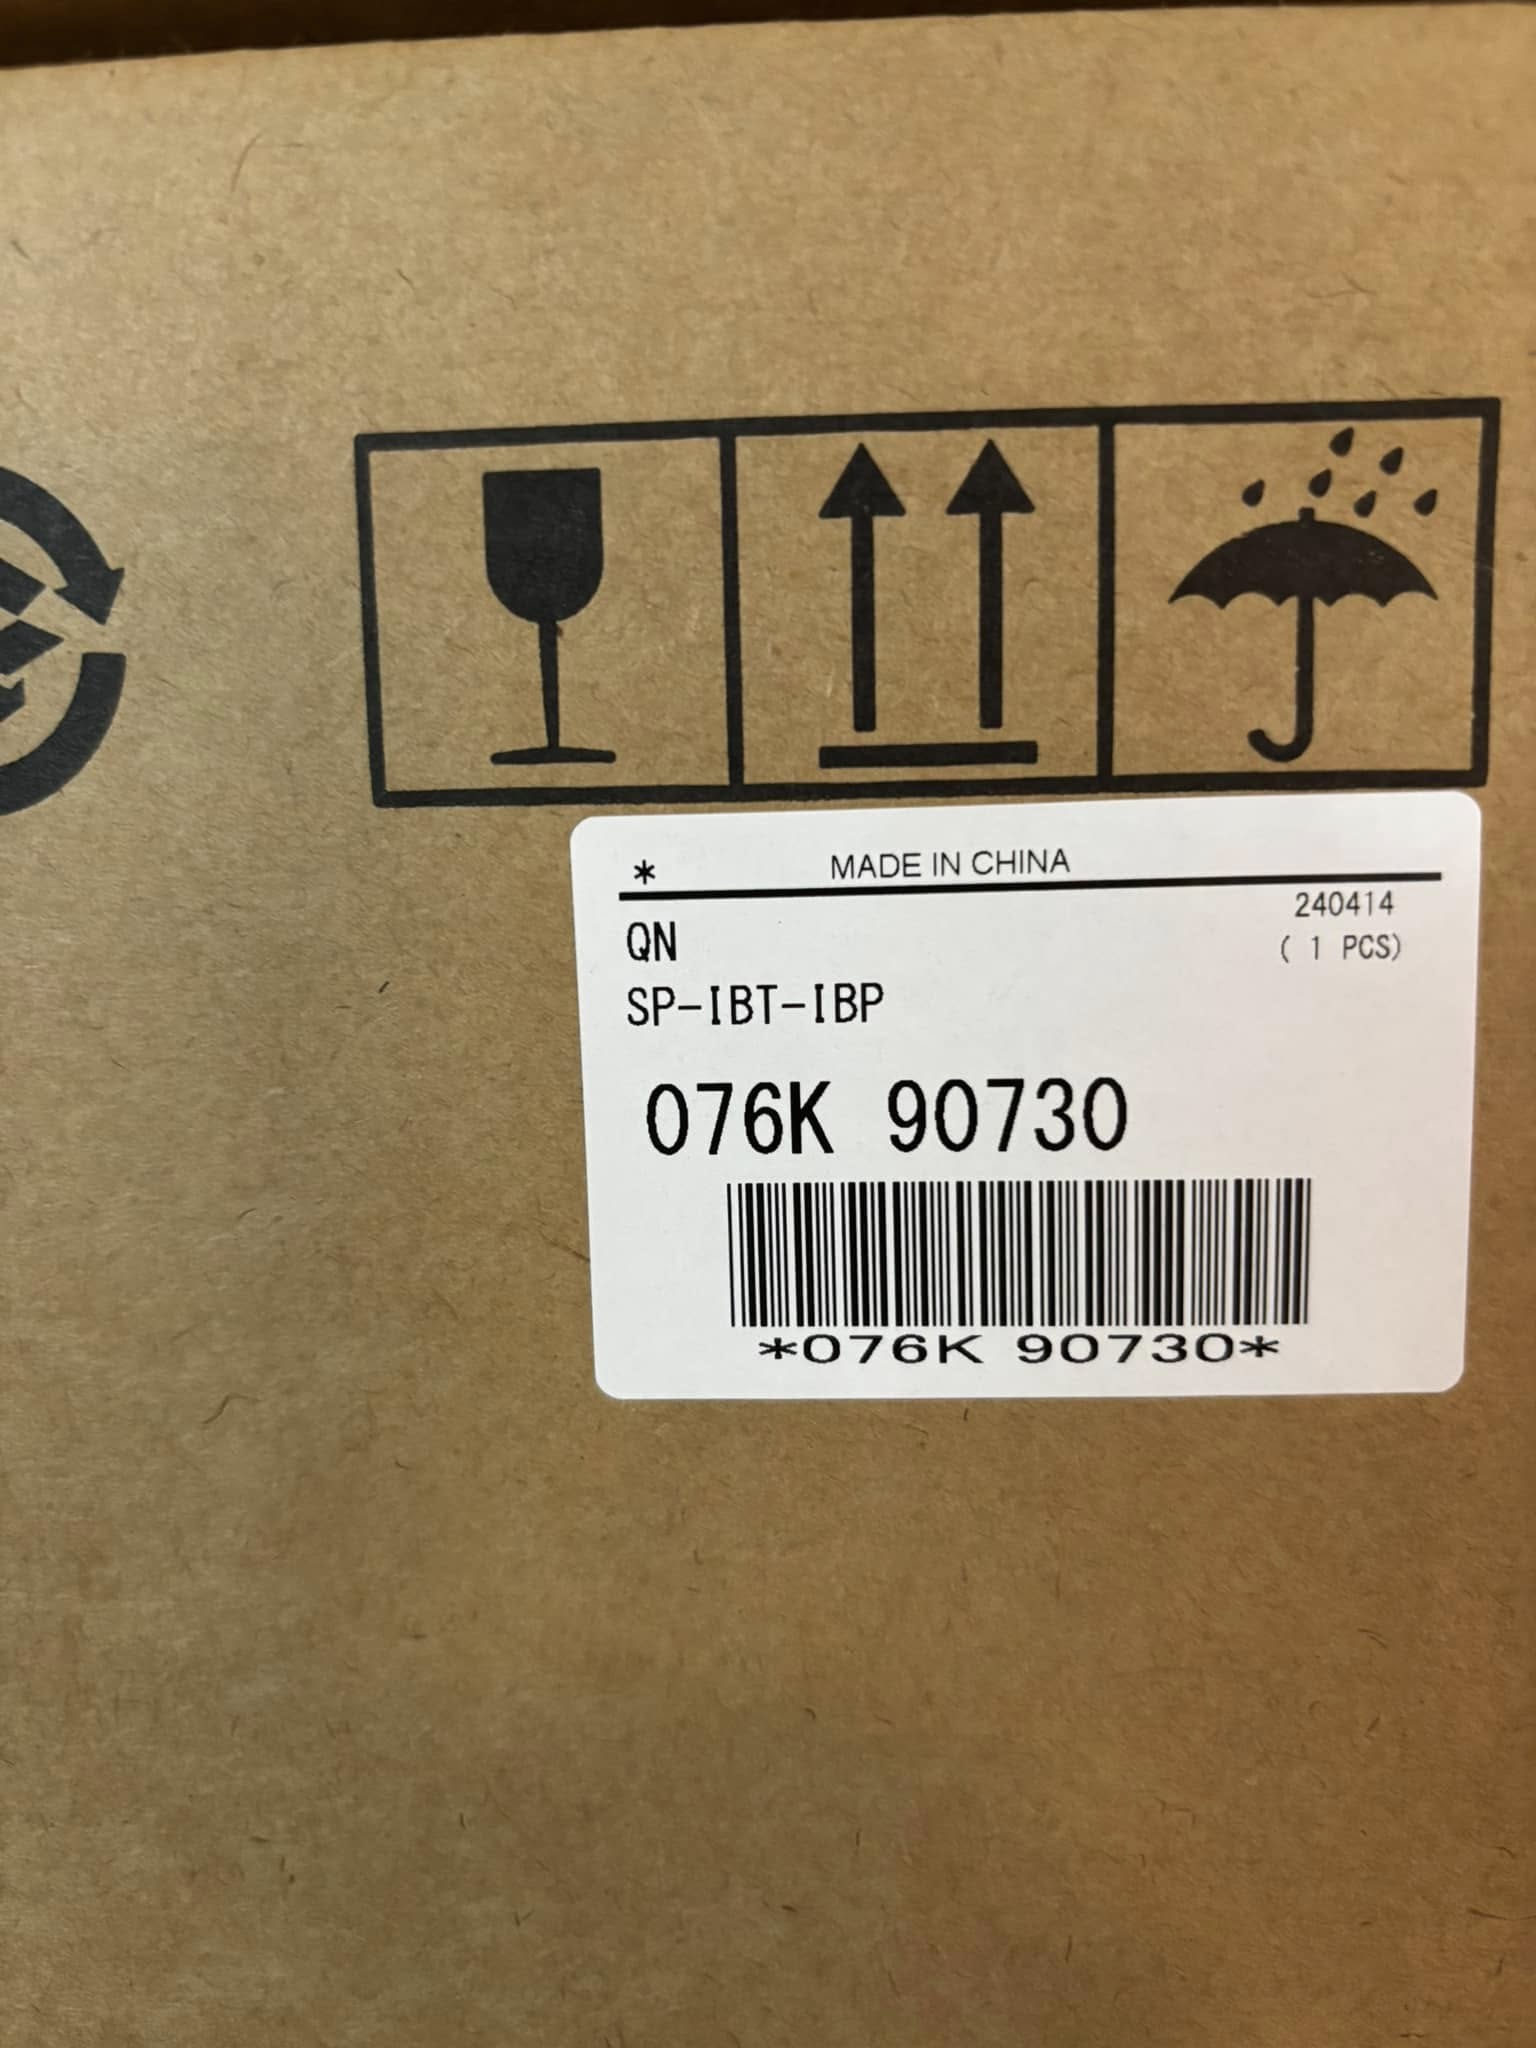 * MADE IN CHINA
240414
QN
( 1 PCS)
SP-IBT-IBP
076K 90730
*076K 90730*